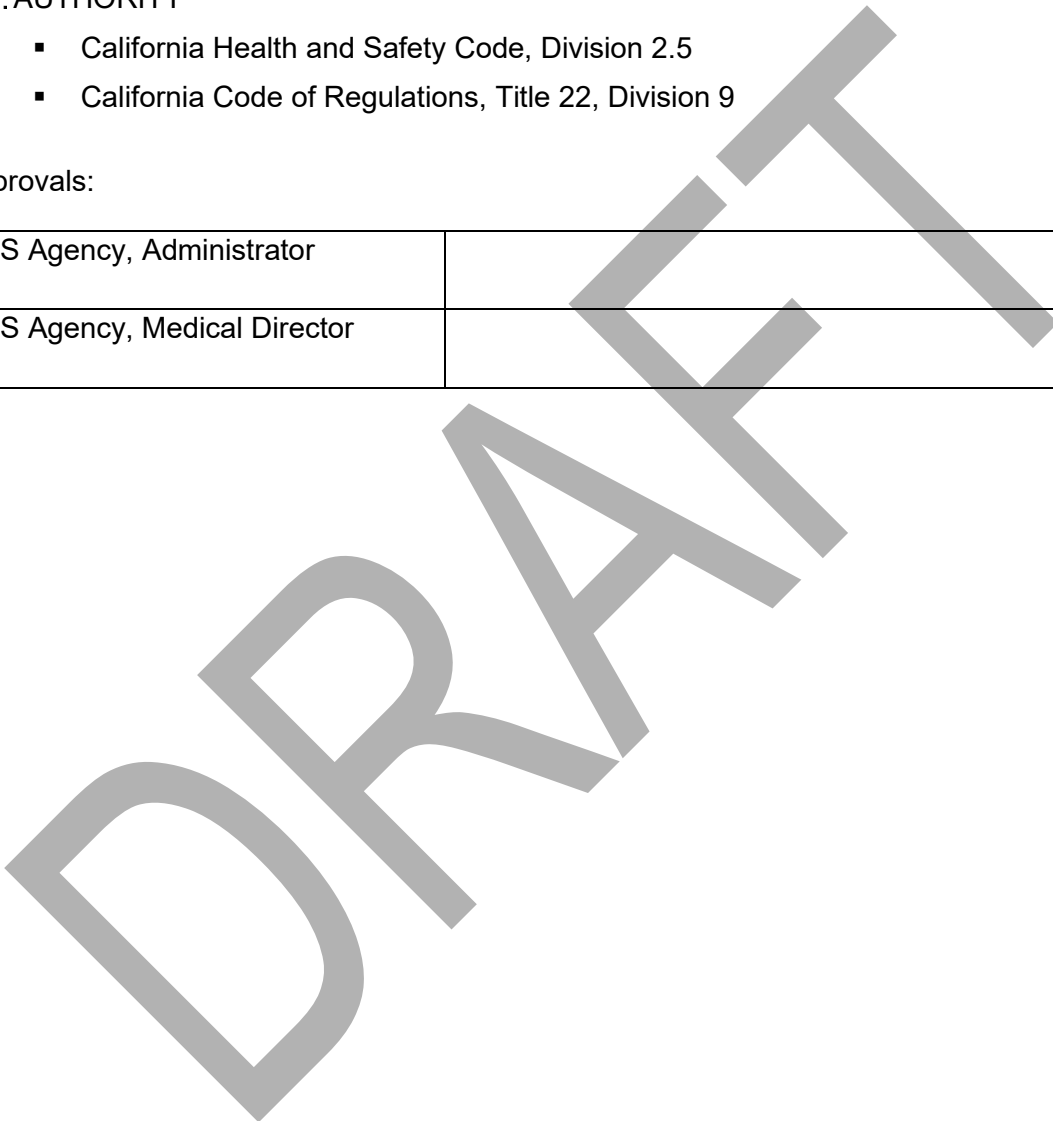 . AUTHORITY
▪ California Health and Safety Code, Division 2.5
▪ California Code of Regulations, Title 22, Division 9
provals:
S Agency, Administrator
S Agency, Medical Director
DRAFT